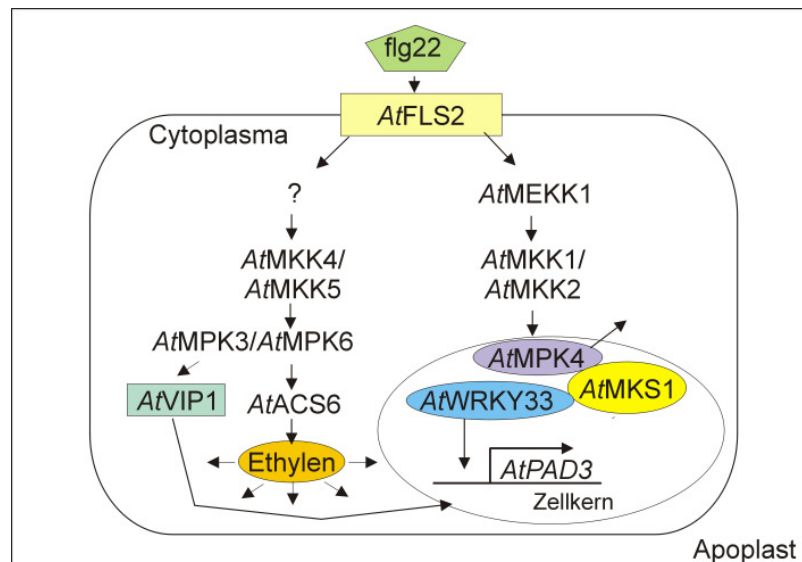 flg22
AtFLS2
Cytoplasma
?
AtMEKK1
AtMKK4/
AtMKK5
AtMKK1/
AtMKK2
AtMPK3/AtMPK6
AtMPK4
AtVIP1
AtACS6
AtWRKY33
AtMKS1
Ethylen
AtPAD3
Zellkern
Apoplast